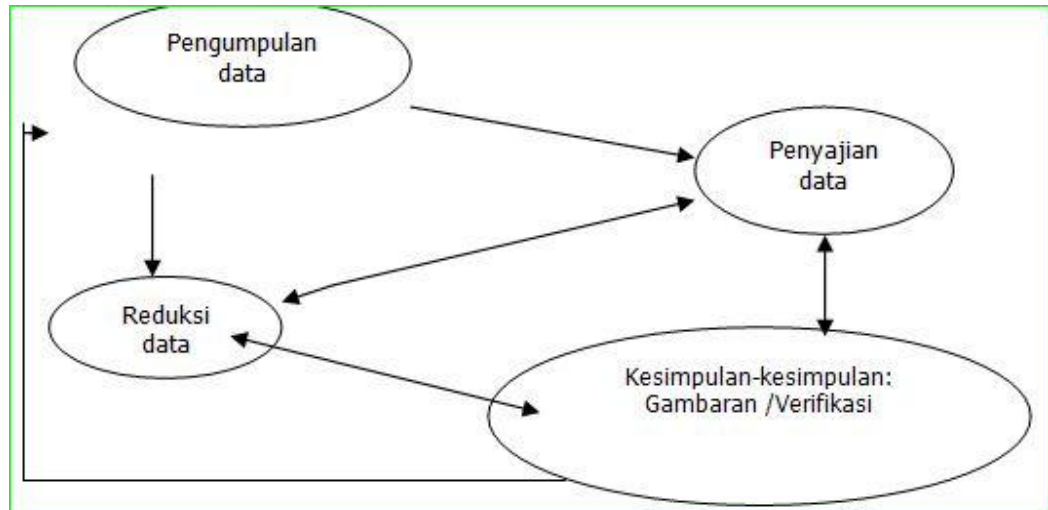 Pengumpulan
data
Penyajian
data
Reduksi
data
Kesimpulan-kesimpulan:
Gambaran /Verifikasi